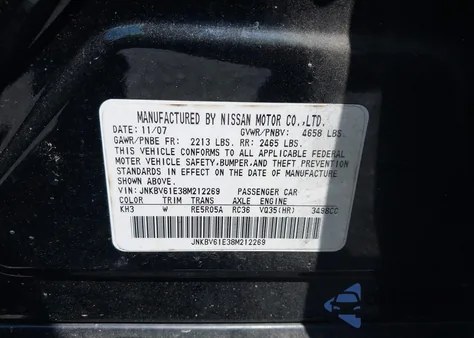 MANUFACTURED BY NISSAN MOTOR CO.,LTD.
DATE: 11/07 GVWR/PNBV: 4658 LBS.
GAWR/PNBE FR: 2213 LBS. RR: 2465 LBS.
THIS VEHICLE CONFORMS TO ALL APPLICABLE FEDERAL
MOTOR VEHICLE SAFETY,BUMPER,AND THEFT PREVENTION
STANDARDS IN EFFECT ON THE DATE OF MANUFACTURE
SHOWN ABOVE.
VIN: JNKBV61E38M212269 PASSENGER CAR
COLOR TRIM TRANS AXLE ENGINE
KH3 W RE5R05A RC36 VQ35(HR) 3498CC
JNKBV61E38M212269